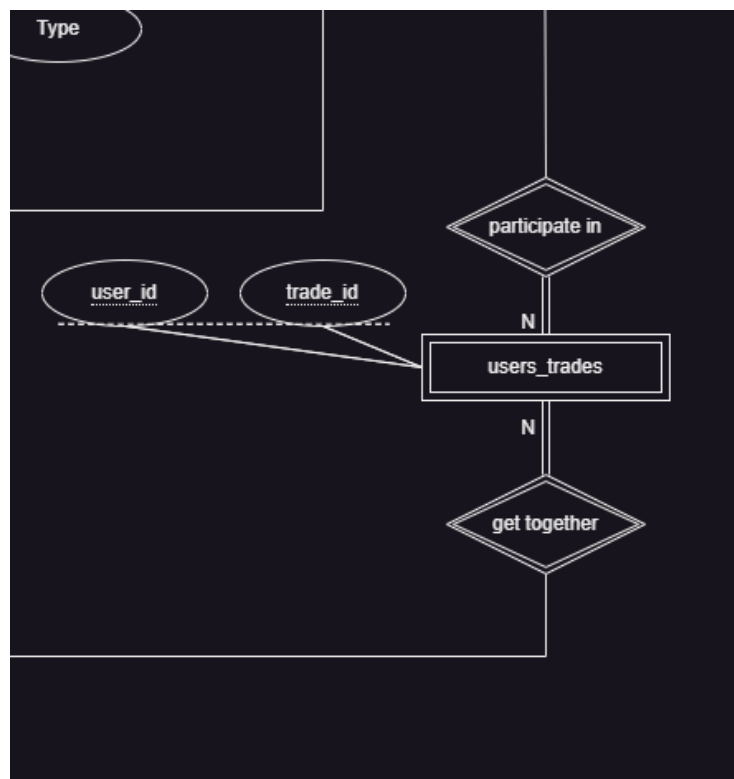 Type
participate in
user_id
trade_id
N
users_trades
N
get together